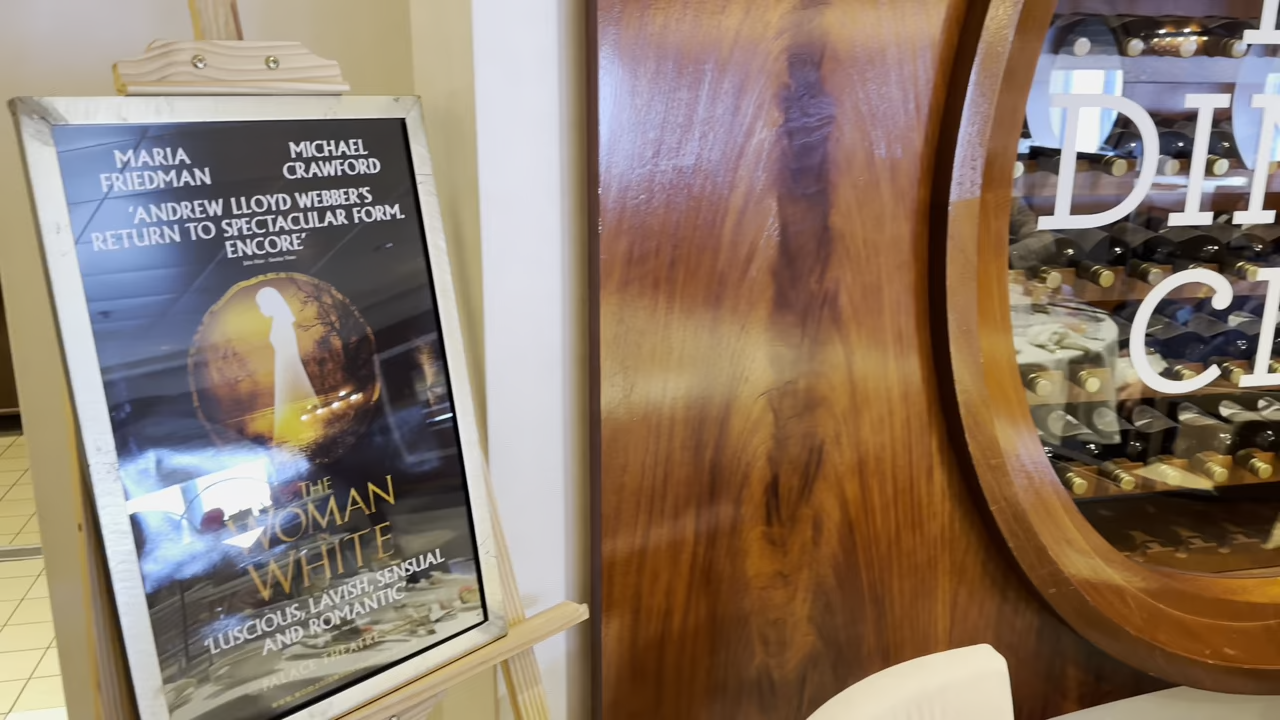 MARIA
FRIEDMAN
MICHAEL
CRAWFORD
'ANDREW LLOYD WEBBER'S
RETURN TO SPECTACULAR FORM.
ENCORE'
THE
WOMAN
WHITE
'LUSCIOUS, LAVISH, SENSUAL
AND ROMANTIC'
PALACE THEATRE